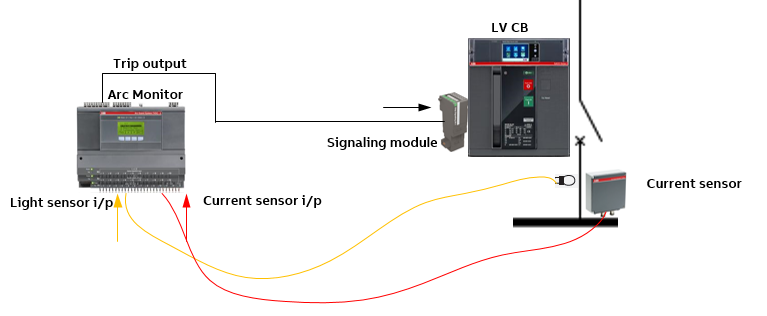 LV CB
Trip output
Arc Monitor
Signaling module
Light sensor i/p
Current sensor i/p
Current sensor